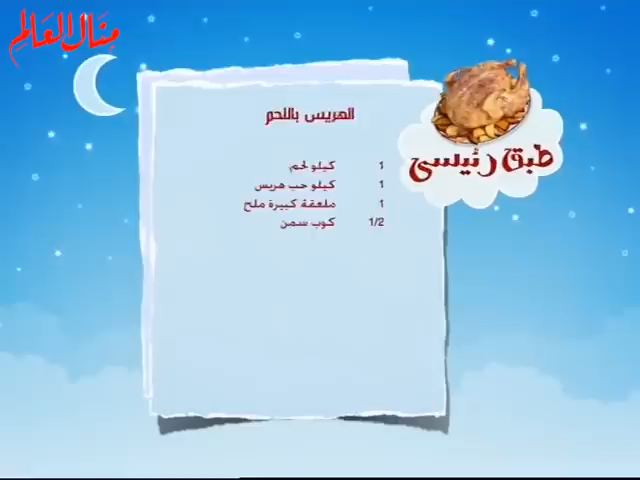 منال العالم
طبق رئيسي
الهريس باللحم
1 كيلو لحم
1 كيلو حب هريس
1 ملعقة كبيرة ملح
1/2 كوب سمن